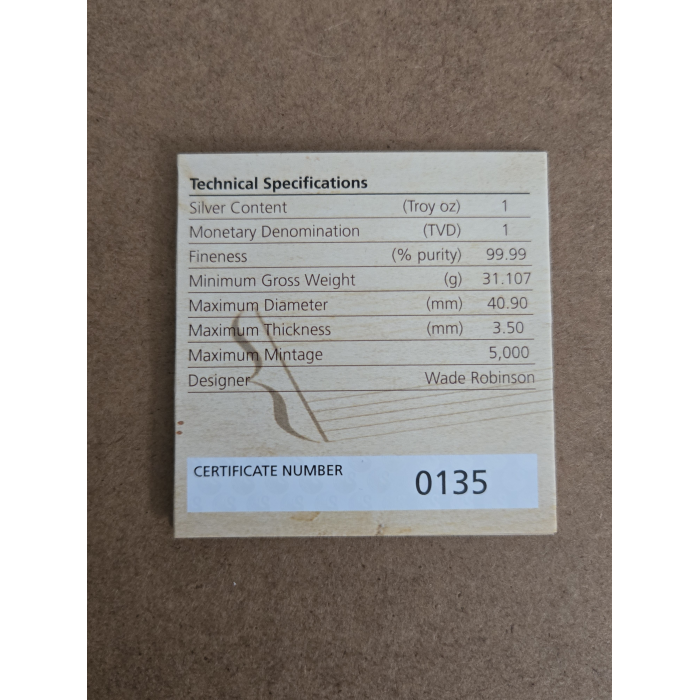 Technical Specifications
Silver Content (Troy oz) 1
Monetary Denomination (TVD) 1
Fineness (% purity) 99.99
Minimum Gross Weight (g) 31.107
Maximum Diameter (mm) 40.90
Maximum Thickness (mm) 3.50
Maximum Mintage 5,000
Designer Wade Robinson
CERTIFICATE NUMBER 0135